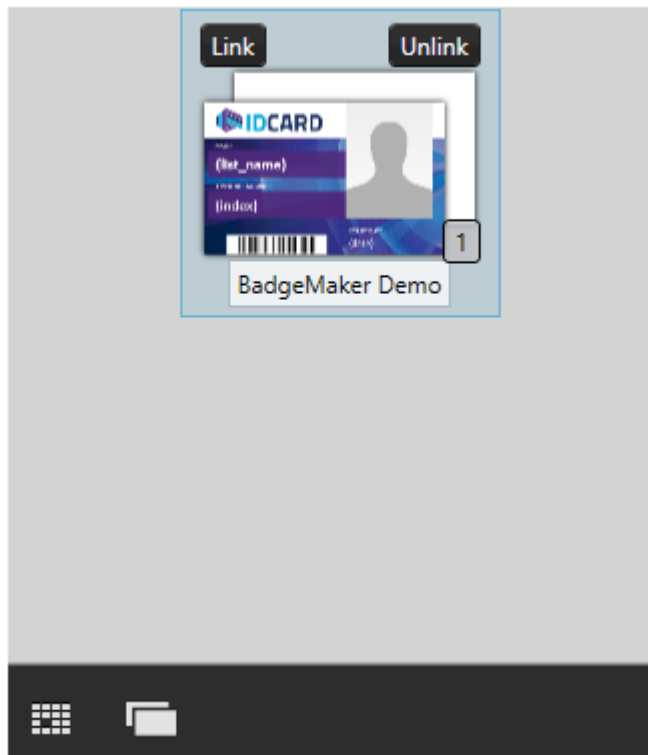 Link
Unlink
IDCARD
{list_name}
{index}
1
BadgeMaker Demo